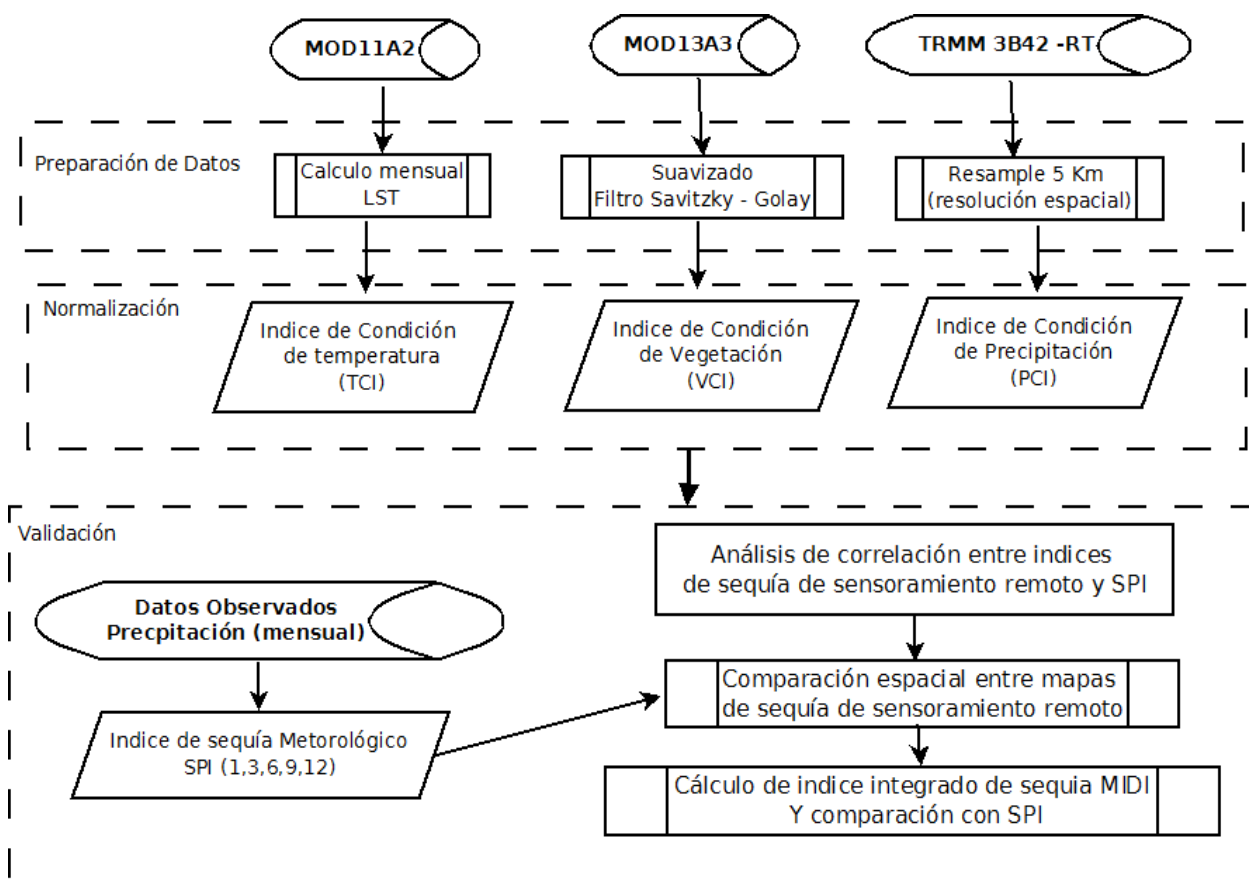 MOD11A2
MOD13A3
TRMM 3B42 -RT
Preparación de Datos
Calculo mensual
LST
Suavizado
Filtro Savitzky - Golay
Resample 5 Km
(resolución espacial)
Normalización
Indice de Condición
de temperatura
(TCI)
Indice de Condición
de Vegetación
(VCI)
Indice de Condición
de Precipitación
(PCI)
Validación
Análisis de correlación entre indices
de sequía de sensoramiento remoto y SPI
Datos Observados
Precpitación (mensual)
Comparación espacial entre mapas
de sequía de sensoramiento remoto
Indice de sequía Metorológico
SPI (1,3,6,9,12)
Cálculo de indice integrado de sequia MIDI
Y comparación con SPI